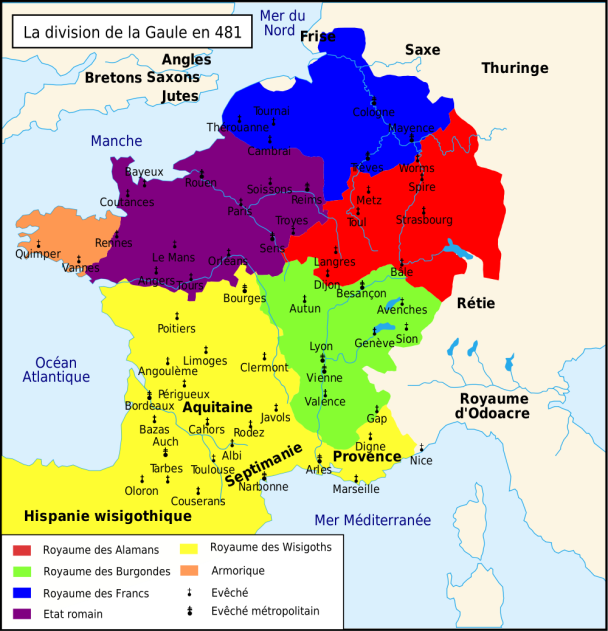 La division de la Gaule en 481
Mer du
Nord
Frise
Saxe
Thuringe
Angles
Bretons Saxons
Jutes
Manche
Tournai
Thérouanne
Cambrai
Cologne
Mayence
Trèves
Worms
Spire
Bayeux
Rouen
Soissons
Reims
Metz
Coutances
Paris
Troyes
Toul
Strasbourg
Rennes
Quimper
Vannes
Le Mans
Orléans
Sens
Langres
Angers
Tours
Dijon
Bâle
Bourges
Besançon
Autun
Avenches
Rétie
Poitiers
Genève
Sion
Lyon
Océan
Atlantique
Limoges
Angoulême
Clermont
Vienne
Périgueux
Bordeaux
Aquitaine
Valence
Royaume
d'Odoacre
Javols
Gap
Bazas
Cahors
Rodez
Auch
Albi
Digne
Tarbes
Toulouse
Septimanie
Provence
Nice
Arles
Oloron
Couserans
Narbonne
Marseille
Hispanie wisigothique
Mer Méditerranée
Royaume des Alamans
Royaume des Wisigoths
Royaume des Burgondes
Armorique
Royaume des Francs
Evêché
Etat romain
Evêché métropolitain